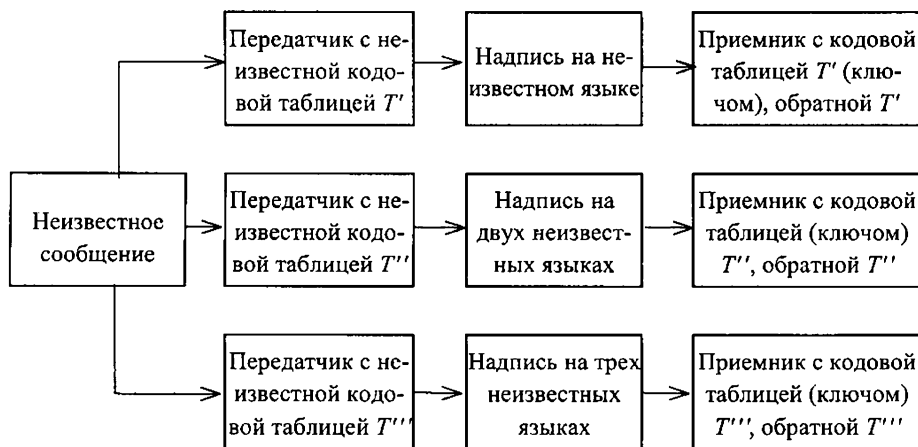 Передатчик с не-
известной кодо-
вой таблицей T'
Надпись на не-
известном языке
Приемник с кодовой
таблицей T' (клю-
чом), обратной T'
Неизвестное
сообщение
Передатчик с не-
известной кодо-
вой таблицей T''
Надпись на
двух неизвест-
ных языках
Приемник с кодовой
таблицей (ключом)
T'', обратной T''
Передатчик с не-
известной кодо-
вой таблицей T'''
Надпись на трех
неизвестных
языках
Приемник с кодовой
таблицей (ключом)
T''', обратной T'''